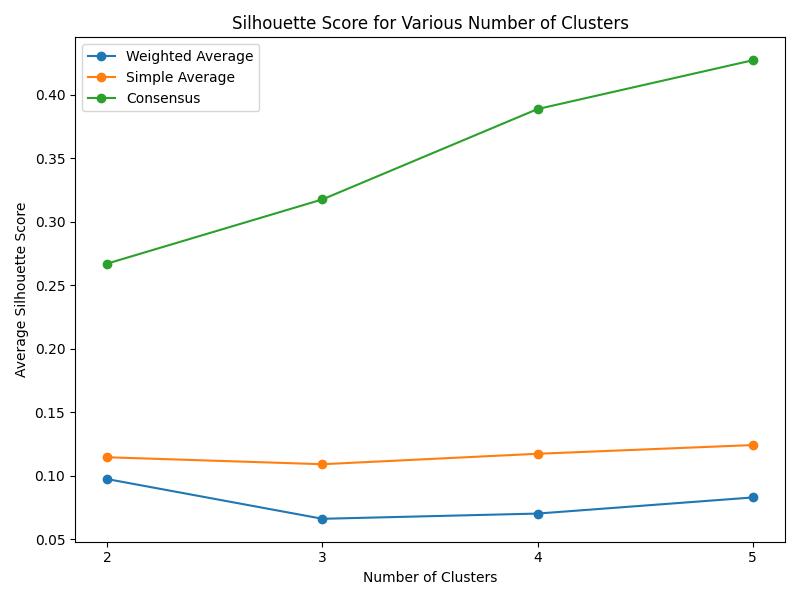 Silhouette Score for Various Number of Clusters
Weighted Average
Simple Average
Consensus
Average Silhouette Score
0.40
0.35
0.30
0.25
0.20
0.15
0.10
0.05
2 3 4 5
Number of Clusters